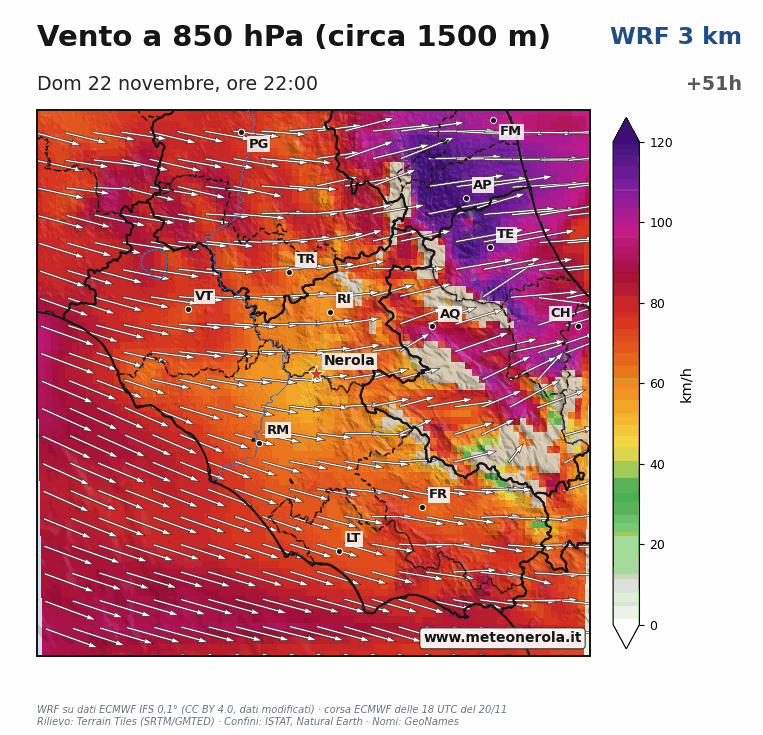 Vento a 850 hPa (circa 1500 m)
WRF 3 km
Dom 22 novembre, ore 22:00
+51h
PG
FM
AP
TE
TR
VT
RI
AQ
CH
Nerola
RM
FR
LT
120
100
80
60
40
20
0
km/h
www.meteonerola.it
WRF su dati ECMWF IFS 0,1° (CC BY 4.0, dati modificati) · corsa ECMWF delle 18 UTC del 20/11
Rilievo: Terrain Tiles (SRTM/GMTED) · Confini: ISTAT, Natural Earth · Nomi: GeoNames